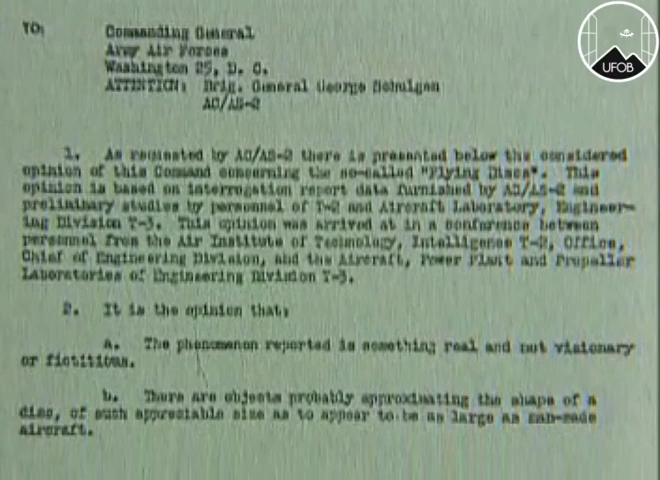 TO:
Commanding General
Army Air Forces
Washington 25, D. C.
ATTENTION: Brig. General George Schulgen
AC/AS-2
1. As requested by AC/AS-2 there is presented below the considered
opinion of this Command concerning the so-called "Flying Discs". This
opinion is based on interrogation report data furnished by AC/AS-2 and
preliminary studies by personnel of T-2 and Aircraft Laboratory, Engineer-
ing Division T-3. This opinion was arrived at in a conference between
personnel from the Air Institute of Technology, Intelligence T-2, Office,
Chief of Engineering Division, and the Aircraft, Power Plant and Propeller
Laboratories of Engineering Division T-3.
2. It is the opinion that:
a. The phenomenon reported is something real and not visionary
or fictitious.
b. There are objects probably approximating the shape of a
disc, of such appreciable size as to appear to be as large as man-made
aircraft.
UFOB